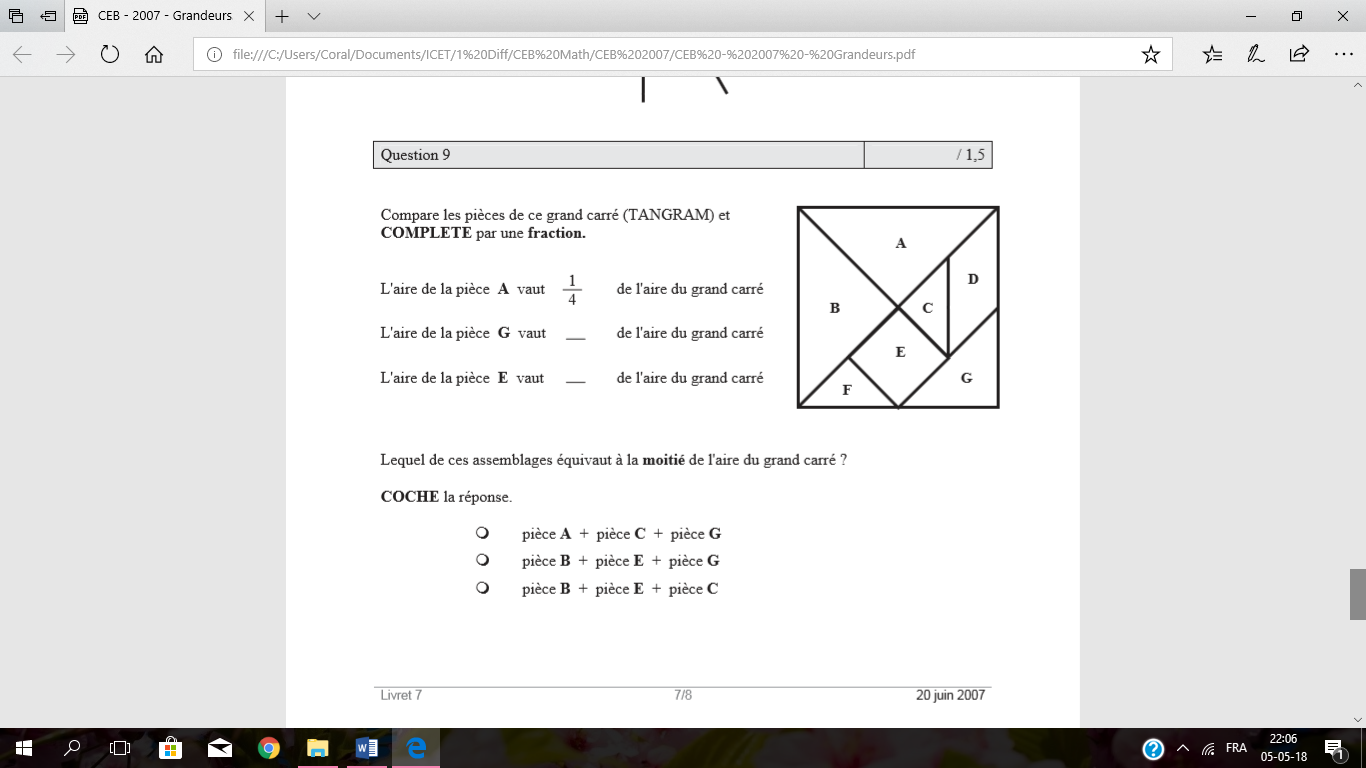 CEB - 2007 - Grandeurs
file:///C:/Users/Coral/Documents/ICET/1%20Diff/CEB%20Math/CEB%202007/CEB%20-%202007%20-%20Grandeurs.pdf
Question 9 / 1,5
Compare les pièces de ce grand carré (TANGRAM) et
COMPLETE par une fraction.
L'aire de la pièce A vaut 1/4 de l'aire du grand carré
L'aire de la pièce G vaut __ de l'aire du grand carré
L'aire de la pièce E vaut __ de l'aire du grand carré
A
B
C
D
E
F
G
Lequel de ces assemblages équivaut à la moitié de l'aire du grand carré ?
COCHE la réponse.
pièce A + pièce C + pièce G
pièce B + pièce E + pièce G
pièce B + pièce E + pièce C
Livret 7 7/8 20 juin 2007
FRA
22:06
05-05-18
1